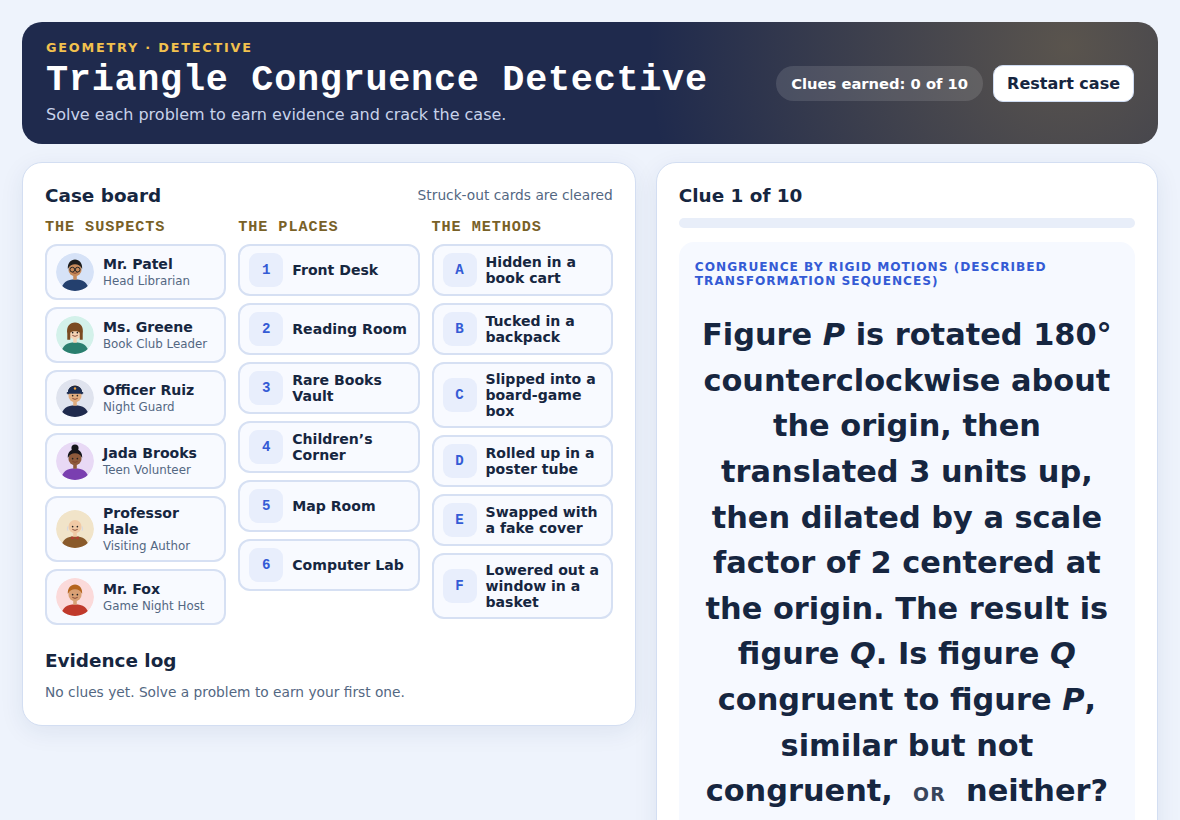 GEOMETRY · DETECTIVE
Triangle Congruence Detective
Solve each problem to earn evidence and crack the case.
Clues earned: 0 of 10
Restart case
Case board
Struck-out cards are cleared
THE SUSPECTS
Mr. Patel
Head Librarian
Ms. Greene
Book Club Leader
Officer Ruiz
Night Guard
Jada Brooks
Teen Volunteer
Professor
Hale
Visiting Author
Mr. Fox
Game Night Host
THE PLACES
1 Front Desk
2 Reading Room
3 Rare Books
Vault
4 Children’s
Corner
5 Map Room
6 Computer Lab
THE METHODS
A Hidden in a
book cart
B Tucked in a
backpack
C Slipped into a
board-game
box
D Rolled up in a
poster tube
E Swapped with
a fake cover
F Lowered out a
window in a
basket
Evidence log
No clues yet. Solve a problem to earn your first one.
Clue 1 of 10
CONGRUENCE BY RIGID MOTIONS (DESCRIBED
TRANSFORMATION SEQUENCES)
Figure P is rotated 180°
counterclockwise about
the origin, then
translated 3 units up,
then dilated by a scale
factor of 2 centered at
the origin. The result is
figure Q. Is figure Q
congruent to figure P,
similar but not
congruent, OR neither?